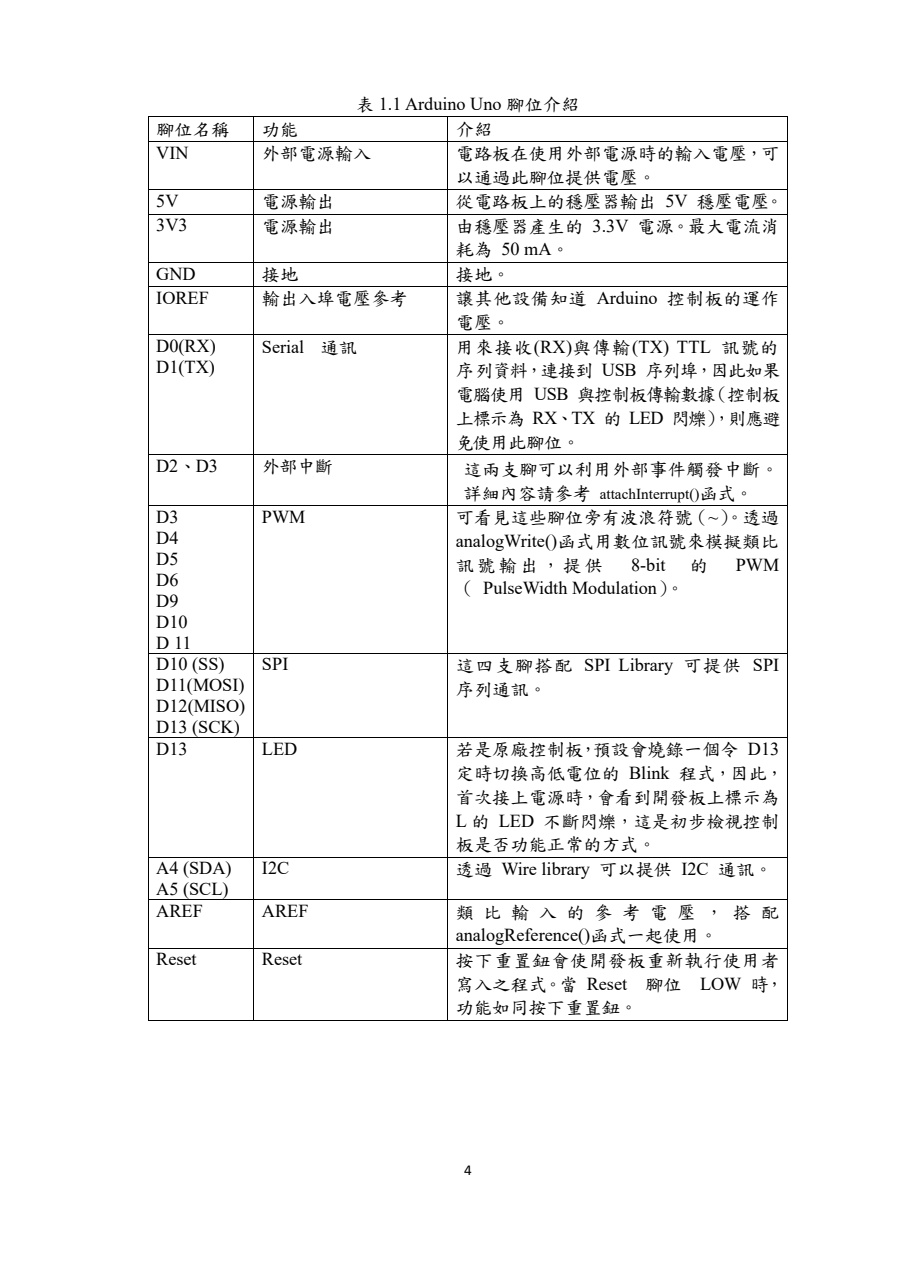 表 1.1 Arduino Uno 腳位介紹
腳位名稱 功能 介紹
VIN 外部電源輸入 電路板在使用外部電源時的輸入電壓，可
以通過此腳位提供電壓。
5V 電源輸出 從電路板上的穩壓器輸出 5V 穩壓電壓。
3V3 電源輸出 由穩壓器產生的 3.3V 電源。最大電流消
耗為 50 mA。
GND 接地 接地。
IOREF 輸出入埠電壓參考 讓其他設備知道 Arduino 控制板的運作
電壓。
D0(RX) Serial 通訊 用來接收(RX)與傳輸(TX) TTL 訊號的
D1(TX) 序列資料，連接到 USB 序列埠，因此如果
電腦使用 USB 與控制板傳輸數據（控制板
上標示為 RX、TX 的 LED 閃爍），則應避
免使用此腳位。
D2、D3 外部中斷 這兩支腳可以利用外部事件觸發中斷。
詳細內容請參考 attachInterrupt()函式。
D3 PWM 可看見這些腳位旁有波浪符號（~）。透過
D4 analogWrite()函式用數位訊號來模擬類比
D5 訊號輸出，提供 8-bit 的 PWM
D6 （ PulseWidth Modulation）。
D9
D10
D 11
D10 (SS) SPI 這四支腳搭配 SPI Library 可提供 SPI
D11(MOSI) 序列通訊。
D12(MISO)
D13 (SCK)
D13 LED 若是原廠控制板，預設會燒錄一個令 D13
定時切換高低電位的 Blink 程式，因此，
首次接上電源時，會看到開發板上標示為
L 的 LED 不斷閃爍，這是初步檢視控制
板是否功能正常的方式。
A4 (SDA) I2C 透過 Wire library 可以提供 I2C 通訊。
A5 (SCL)
AREF AREF 類比輸入的參考電壓，搭配
analogReference()函式一起使用。
Reset Reset 按下重置鈕會使開發板重新執行使用者
寫入之程式。當 Reset 腳位 LOW 時，
功能如同按下重置鈕。
4